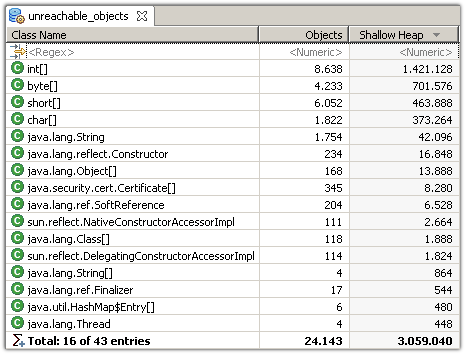 unreachable_objects
Class Name Objects Shallow Heap
<Regex> <Numeric> <Numeric>
int[] 8.638 1.421.128
byte[] 4.233 701.576
short[] 6.052 463.888
char[] 1.822 373.264
java.lang.String 1.754 42.096
java.lang.reflect.Constructor 234 16.848
java.lang.Object[] 168 13.888
java.security.cert.Certificate[] 345 8.280
java.lang.ref.SoftReference 204 6.528
sun.reflect.NativeConstructorAccessorImpl 111 2.664
java.lang.Class[] 118 1.888
sun.reflect.DelegatingConstructorAccessorImpl 114 1.824
java.lang.String[] 4 864
java.lang.ref.Finalizer 17 544
java.util.HashMap$Entry[] 6 480
java.lang.Thread 4 448
Total: 16 of 43 entries 24.143 3.059.040